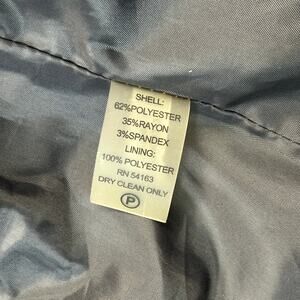 SHELL:
62%POLYESTER
35%RAYON
3%SPANDEX
LINING:
100% POLYESTER
RN 54163
DRY CLEAN ONLY
P